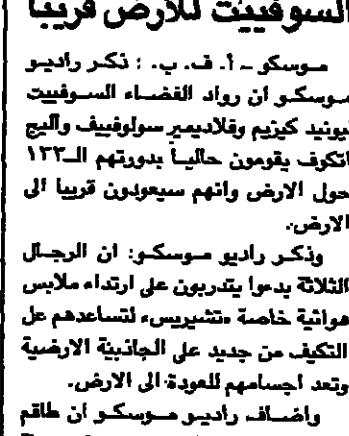 السوفييت للأرض قريبا
موسكو ـ أ. ف. ب. : ذكر راديو
موسكو ان رواد الفضاء السوفييت
ليونيد كيزيم وفلاديمير سولوفييف واليج
اتكوف يقومون حاليا بدورتهم الـ١٣٣
حول الارض وانهم سيعودون قريبا الى
الارض.
وذكر راديو موسكو: ان الرجال
الثلاثة بدءوا يتدربون على ارتداء ملابس
هوائية خاصة «تشيريس» لتساعدهم على
التكيف من جديد على الجاذبية الارضية
وتعد اجسامهم للعودة الى الارض.
واضاف راديو موسكو ان طاقم